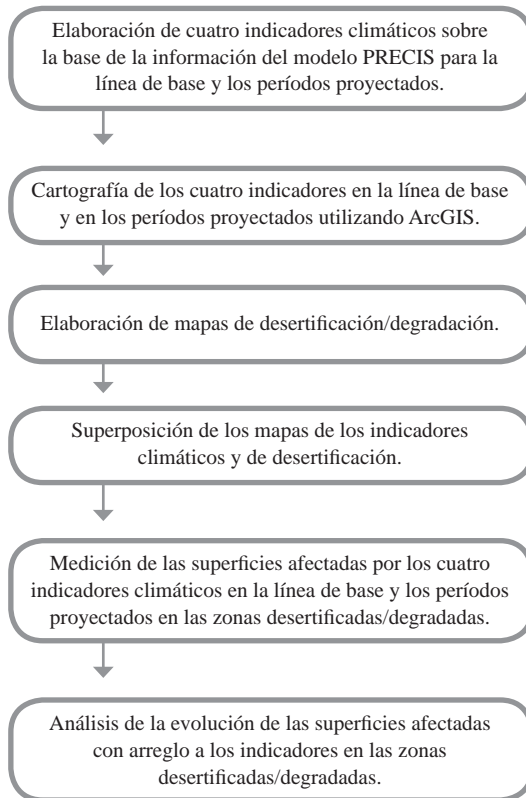 Elaboración de cuatro indicadores climáticos sobre
la base de la información del modelo PRECIS para la
línea de base y los períodos proyectados.
Cartografía de los cuatro indicadores en la línea de base
y en los períodos proyectados utilizando ArcGIS.
Elaboración de mapas de desertificación/degradación.
Superposición de los mapas de los indicadores
climáticos y de desertificación.
Medición de las superficies afectadas por los cuatro
indicadores climáticos en la línea de base y los períodos
proyectados en las zonas desertificadas/degradadas.
Análisis de la evolución de las superficies afectadas
con arreglo a los indicadores en las zonas
desertificadas/degradadas.